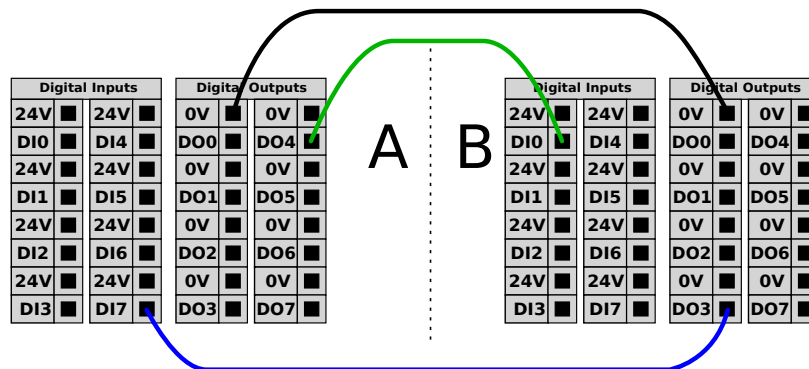 Digital Inputs Digital Outputs Digital Inputs Digital Outputs
24V 24V 0V 0V 24V 24V 0V 0V
DI0 DI4 DO0 DO4 A B DI0 DI4 DO0 DO4
24V 24V 0V 0V 24V 24V 0V 0V
DI1 DI5 DO1 DO5 DI1 DI5 DO1 DO5
24V 24V 0V 0V 24V 24V 0V 0V
DI2 DI6 DO2 DO6 DI2 DI6 DO2 DO6
24V 24V 0V 0V 24V 24V 0V 0V
DI3 DI7 DO3 DO7 DI3 DI7 DO3 DO7